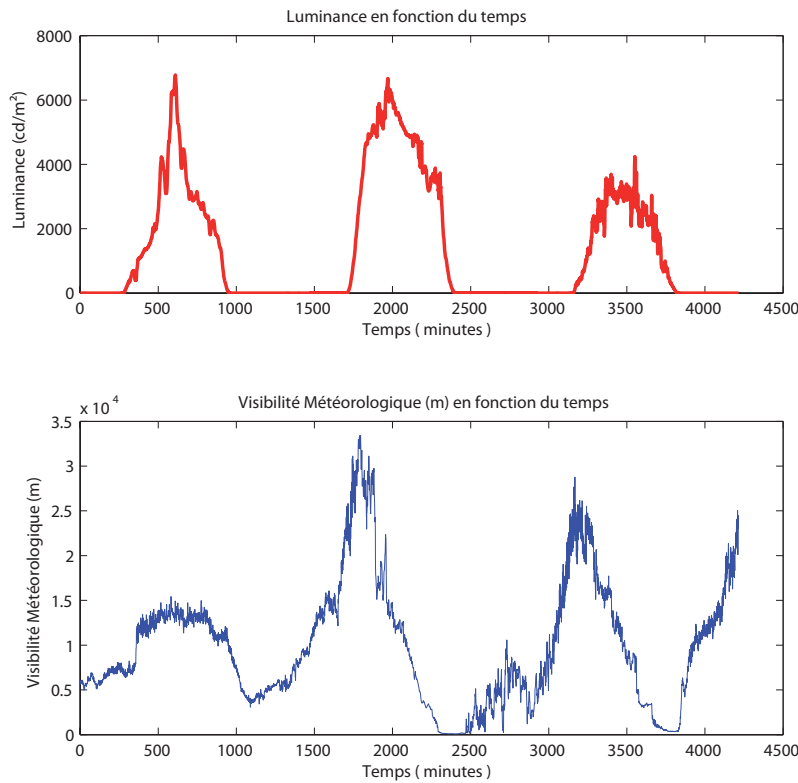 Luminance en fonction du temps
8000
6000
4000
2000
0
Luminance (cd/m²)
0 500 1000 1500 2000 2500 3000 3500 4000 4500
Temps ( minutes )
Visibilité Météorologique (m) en fonction du temps
x 10⁴
3.5
3
2.5
2
1.5
1
0.5
0
Visibilité Météorologique (m)
0 500 1000 1500 2000 2500 3000 3500 4000 4500
Temps ( minutes )